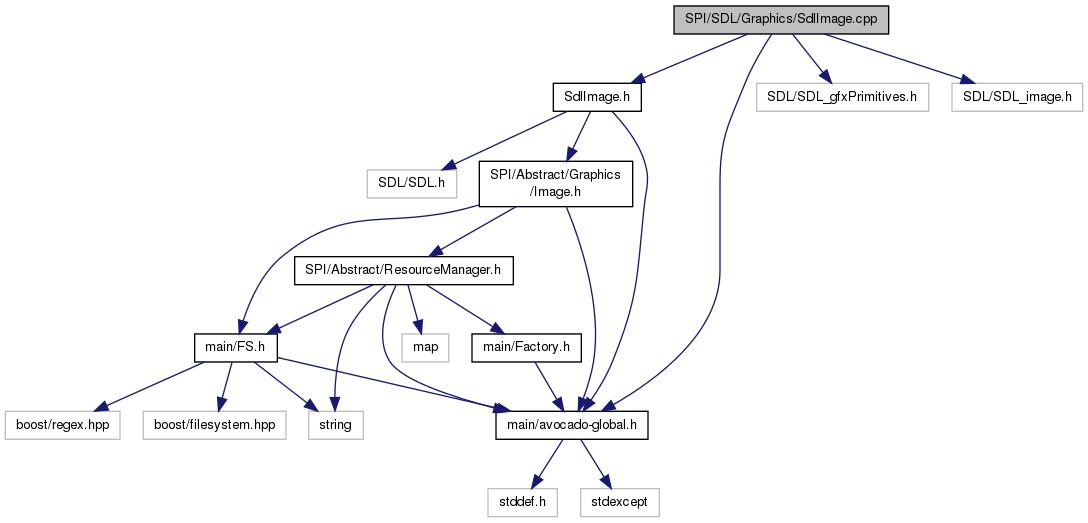 SPI/SDL/Graphics/SdlImage.cpp
SdlImage.h
SDL/SDL_gfxPrimitives.h
SDL/SDL_image.h
SDL/SDL.h
SPI/Abstract/Graphics
/Image.h
SPI/Abstract/ResourceManager.h
main/FS.h
map
main/Factory.h
boost/regex.hpp
boost/filesystem.hpp
string
main/avocado-global.h
stddef.h
stdexcept